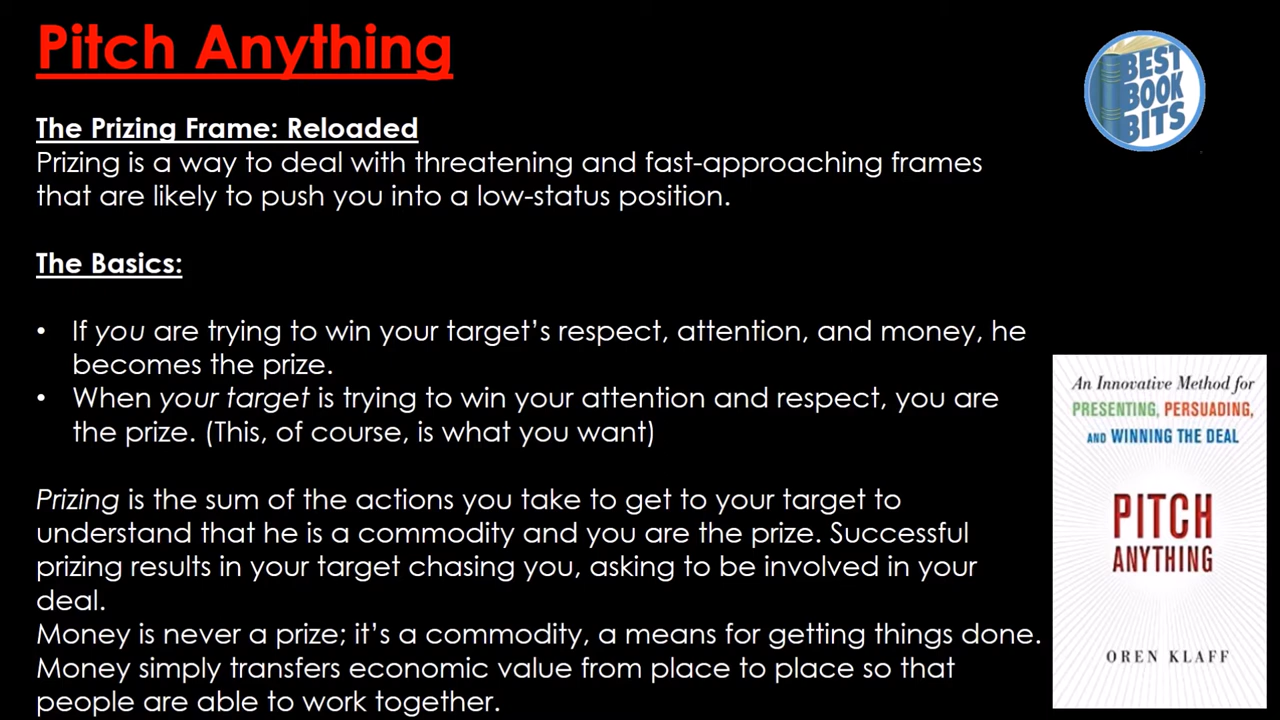 Pitch Anything
BEST
BOOK
BITS
The Prizing Frame: Reloaded
Prizing is a way to deal with threatening and fast-approaching frames
that are likely to push you into a low-status position.
The Basics:
• If you are trying to win your target’s respect, attention, and money, he
becomes the prize.
• When your target is trying to win your attention and respect, you are
the prize. (This, of course, is what you want)
Prizing is the sum of the actions you take to get to your target to
understand that he is a commodity and you are the prize. Successful
prizing results in your target chasing you, asking to be involved in your
deal.
Money is never a prize; it’s a commodity, a means for getting things done.
Money simply transfers economic value from place to place so that
people are able to work together.
An Innovative Method for
PRESENTING, PERSUADING,
AND WINNING THE DEAL
PITCH
ANYTHING
OREN KLAFF